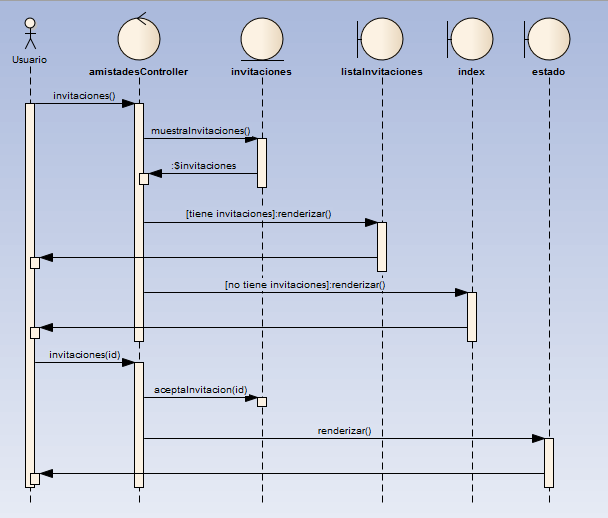 Usuario
amistadesController
invitaciones
listaInvitaciones
index
estado
invitaciones()
muestraInvitaciones()
:$invitaciones
[tiene invitaciones]:renderizar()
[no tiene invitaciones]:renderizar()
invitaciones(id)
aceptaInvitacion(id)
renderizar()